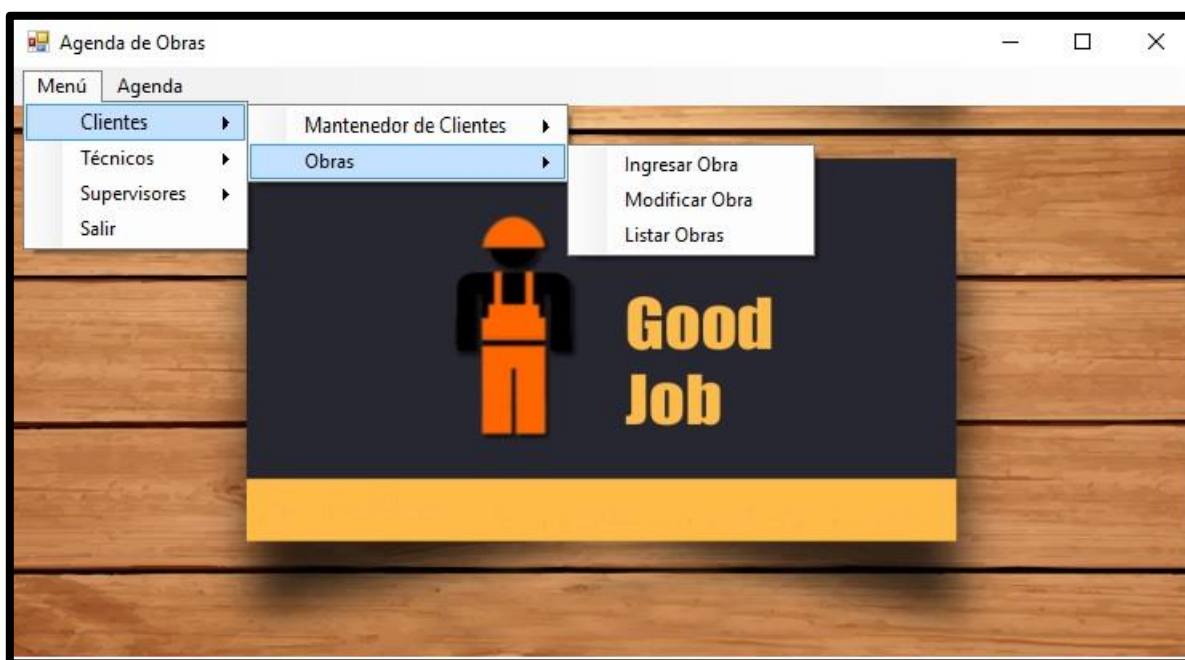 Agenda de Obras
Menú Agenda
Clientes
Técnicos
Supervisores
Salir
Mantenedor de Clientes
Obras
Ingresar Obra
Modificar Obra
Listar Obras
Good
Job